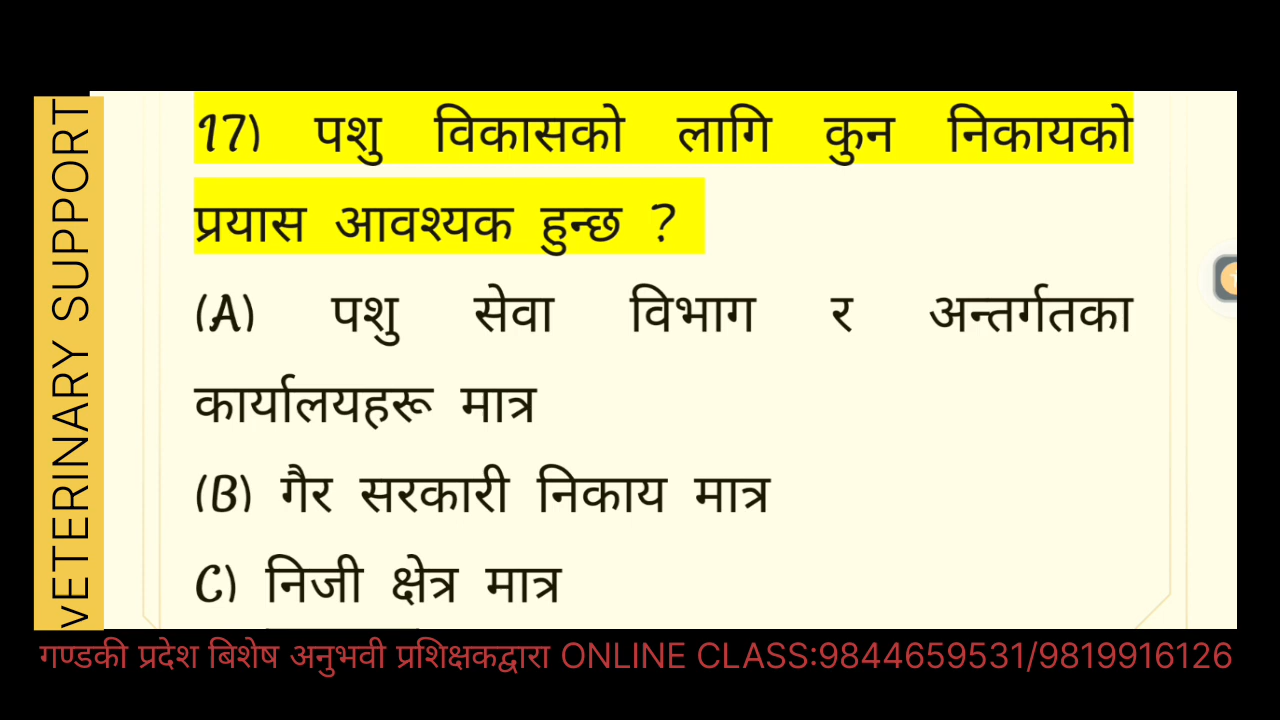 vETERINARY SUPPORT
17) पशु विकासको लागि कुन निकायको
प्रयास आवश्यक हुन्छ ?
(A) पशु सेवा विभाग र अन्तर्गतका
कार्यालयहरू मात्र
(B) गैर सरकारी निकाय मात्र
C) निजी क्षेत्र मात्र
गण्डकी प्रदेश बिशेष अनुभवी प्रशिक्षकद्वारा ONLINE CLASS:9844659531/9819916126